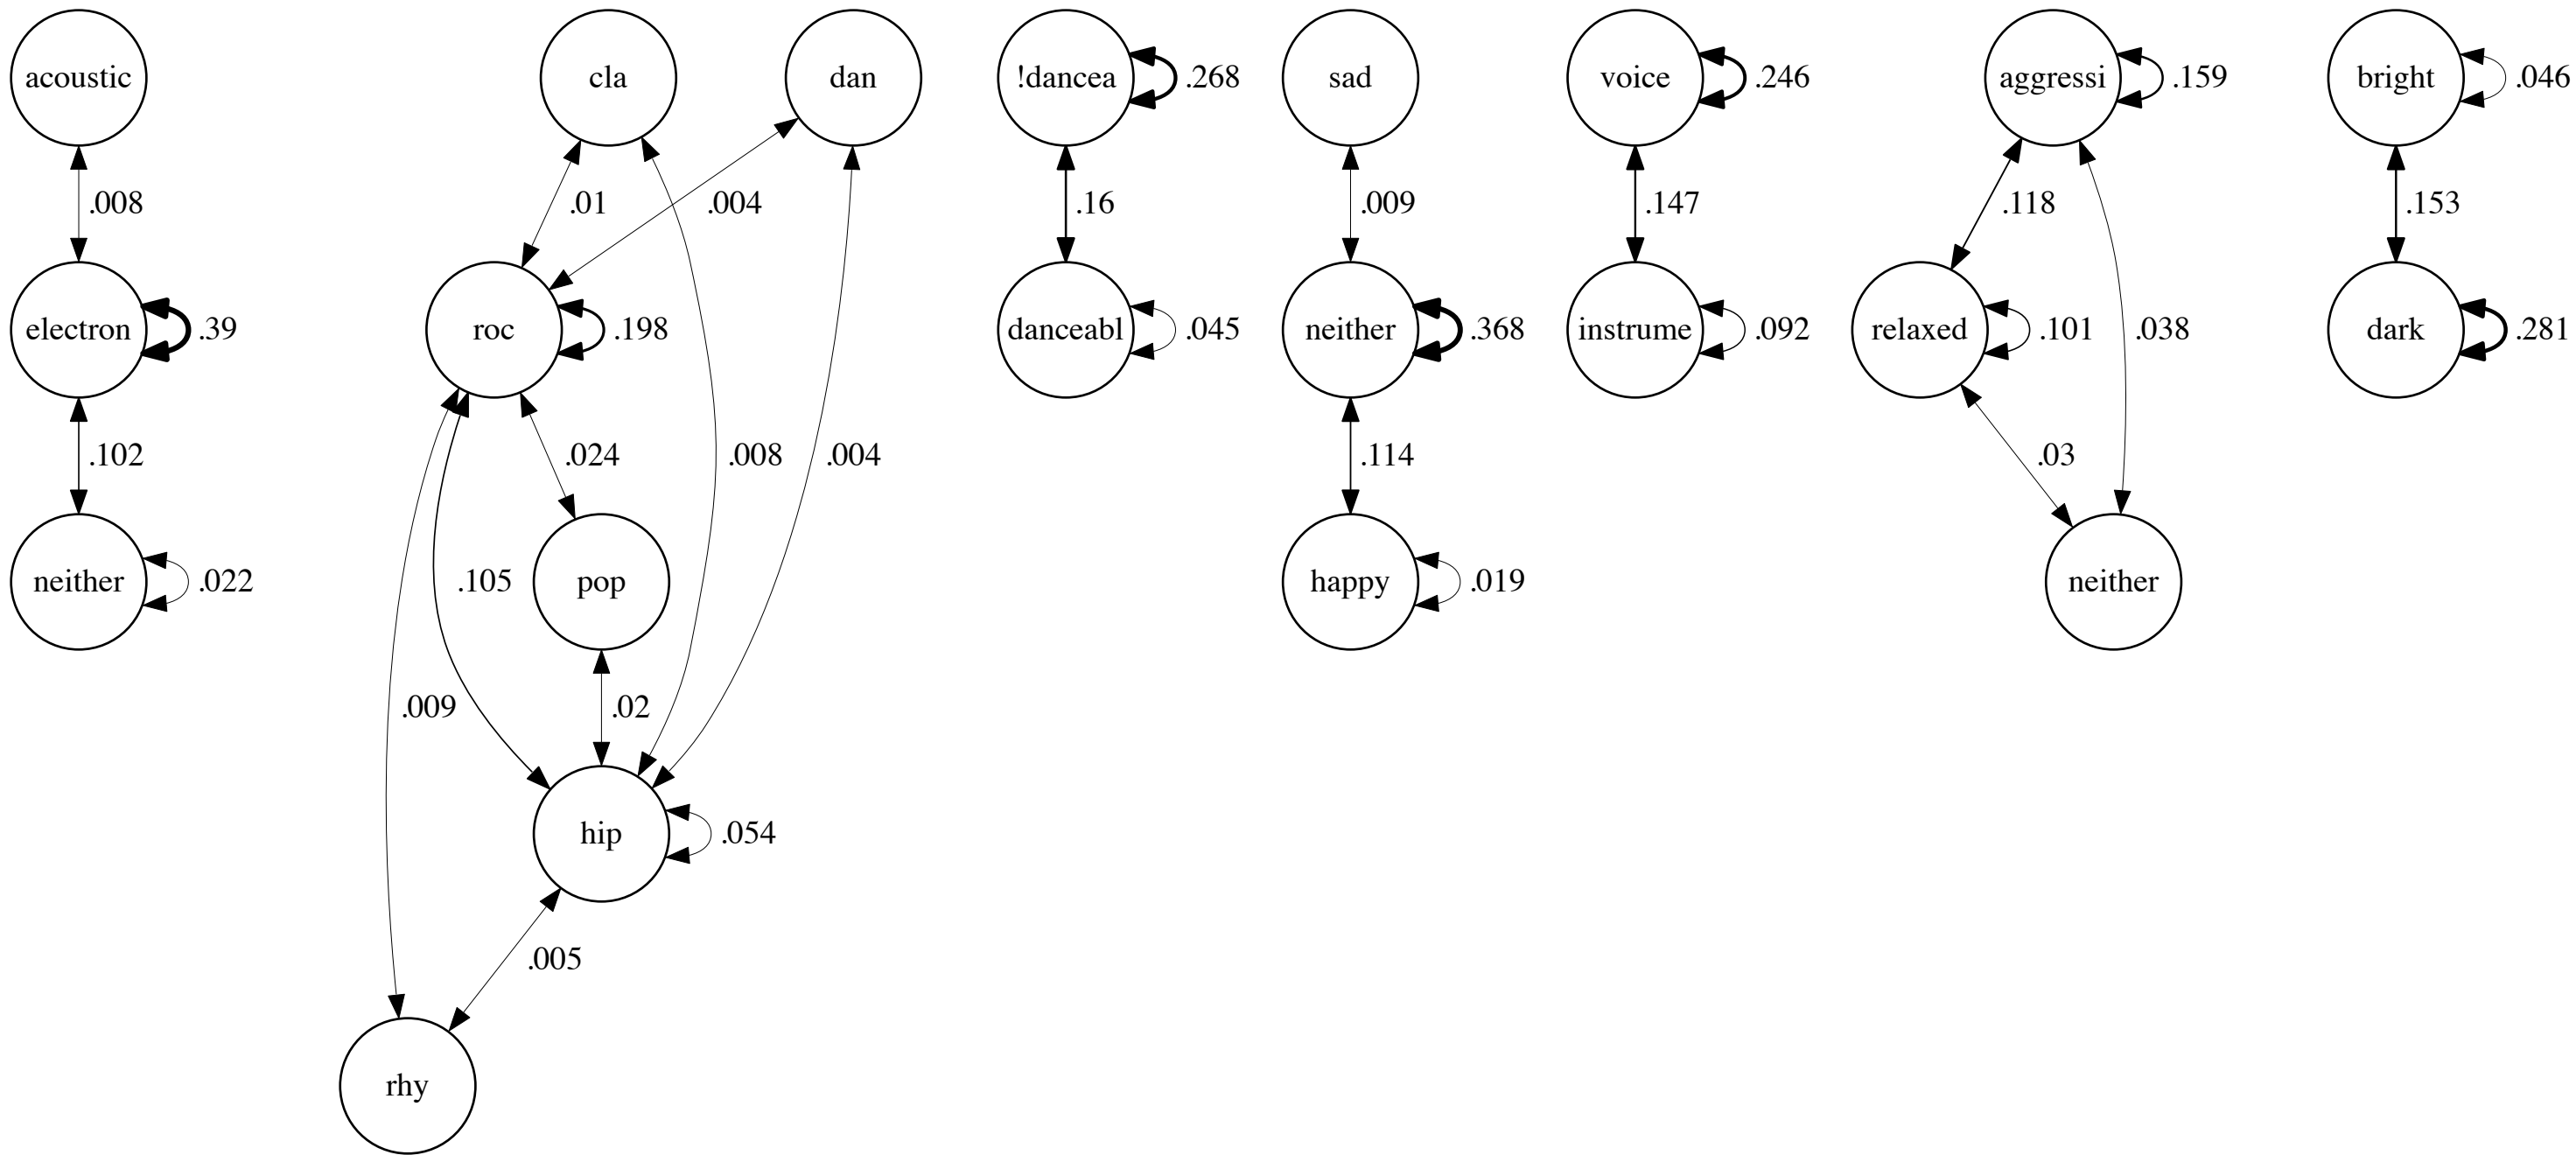 acoustic
cla
dan
!dancea
.268
sad
voice
.246
aggressi
.159
bright
.046
.008
.01
.004
.16
.009
.147
.118
.153
electron
.39
roc
.198
danceabl
.045
neither
.368
instrume
.092
relaxed
.101
.038
dark
.281
.102
.024
.008
.004
.114
.03
neither
.022
.105
pop
happy
.019
neither
.009
.02
hip
.054
.005
rhy